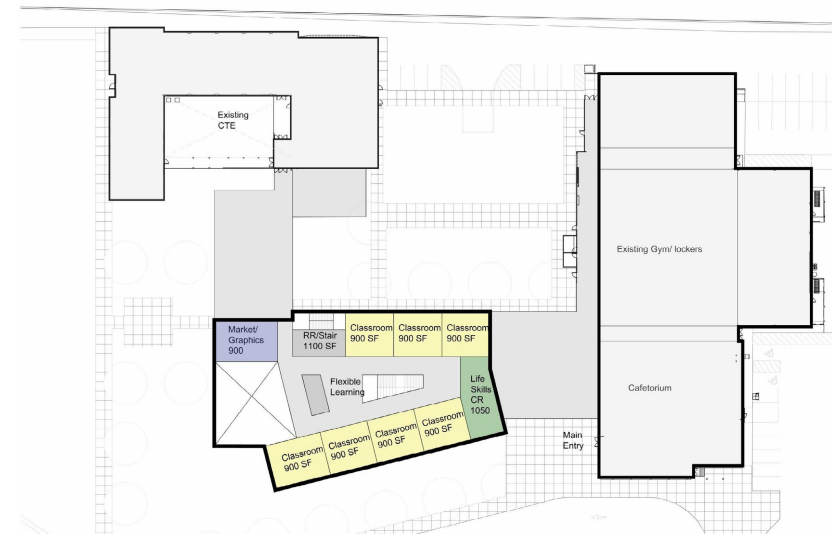 Existing
CTE
Existing Gym/ lockers
Market/
Graphics
900
RR/Stair
1100 SF
Classroom
900 SF
Classroom
900 SF
Classroom
900 SF
Flexible
Learning
Life
Skills
CR
1050
Cafetorium
Classroom
900 SF
Classroom
900 SF
Classroom
900 SF
Classroom
900 SF
Main
Entry